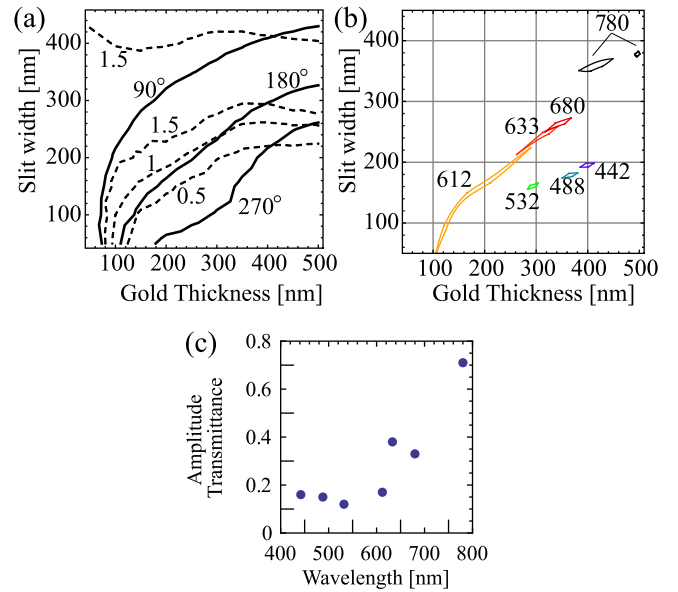 (a)
Slit width [nm]
400
300
200
100
1.5
90°
180°
1.5
1
0.5
270°
100 200 300 400 500
Gold Thickness [nm]
(b)
Slit width [nm]
400
300
200
100
780
680
633
612
532
488
442
100 200 300 400 500
Gold Thickness [nm]
(c)
Amplitude
Transmittance
0.8
0.6
0.4
0.2
0
400 500 600 700 800
Wavelength [nm]